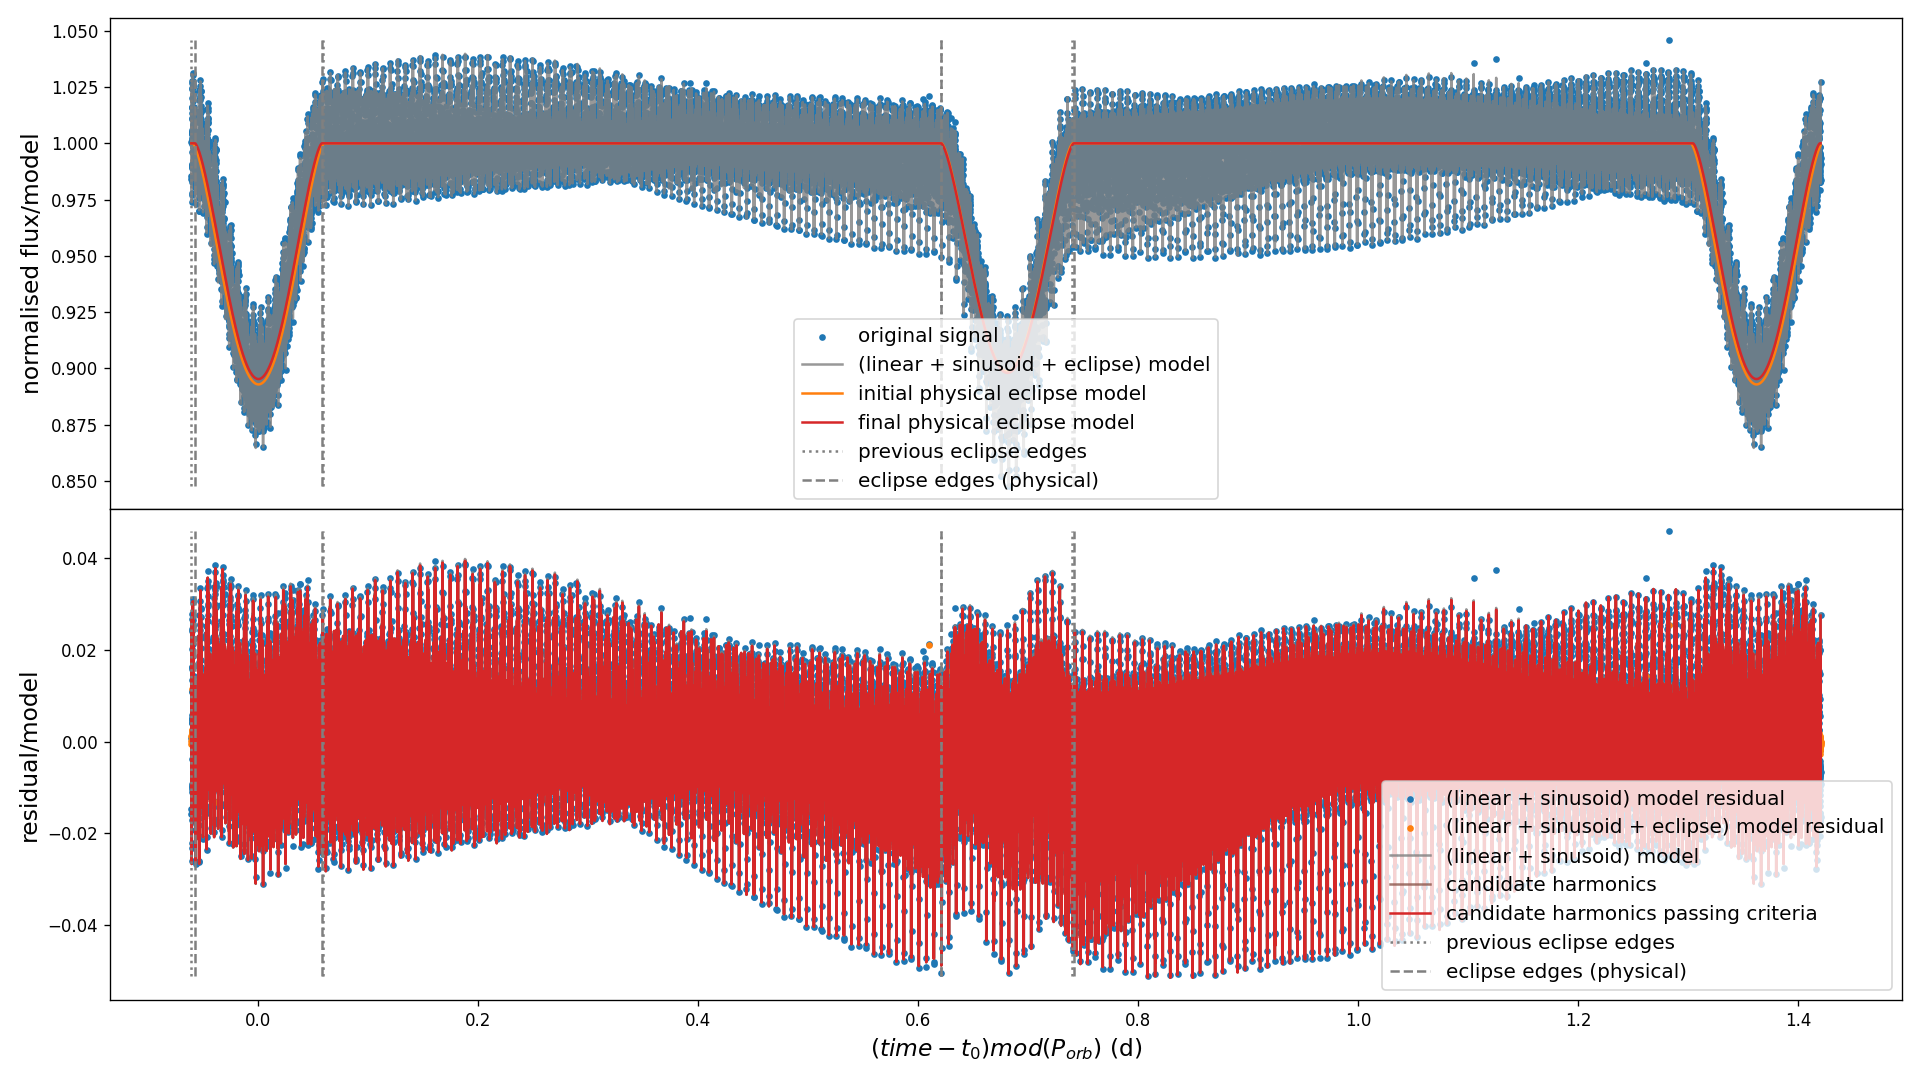 1.050
1.025
1.000
0.975
0.950
0.925
0.900
0.875
0.850
normalised flux/model
original signal
(linear + sinusoid + eclipse) model
initial physical eclipse model
final physical eclipse model
previous eclipse edges
eclipse edges (physical)
0.04
0.02
0.00
−0.02
−0.04
residual/model
(linear + sinusoid) model residual
(linear + sinusoid + eclipse) model residual
(linear + sinusoid) model
candidate harmonics
candidate harmonics passing criteria
previous eclipse edges
eclipse edges (physical)
0.0 0.2 0.4 0.6 0.8 1.0 1.2 1.4
(time − t₀)mod(P_orb) (d)